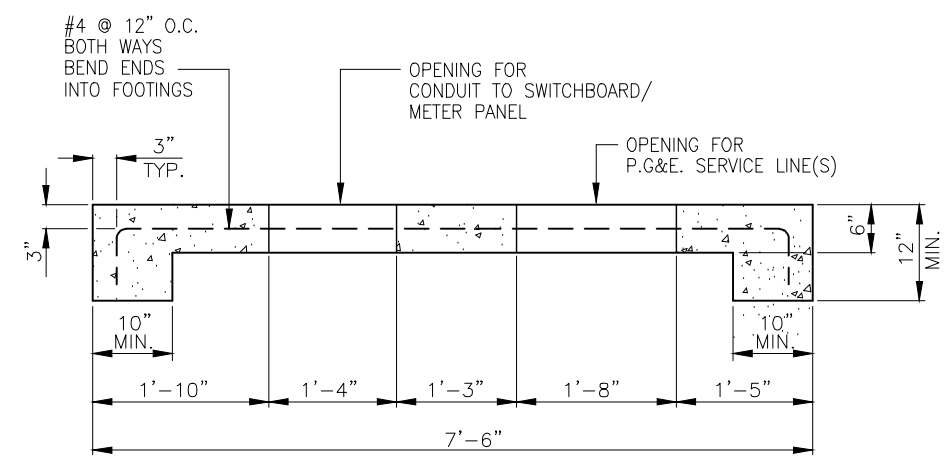 #4 @ 12" O.C.
BOTH WAYS
BEND ENDS
INTO FOOTINGS
OPENING FOR
CONDUIT TO SWITCHBOARD/
METER PANEL
OPENING FOR
P.G&E. SERVICE LINE(S)
3"
TYP.
3"
6"
12"
MIN.
10"
MIN.
10"
MIN.
1'-10"
1'-4"
1'-3"
1'-8"
1'-5"
7'-6"